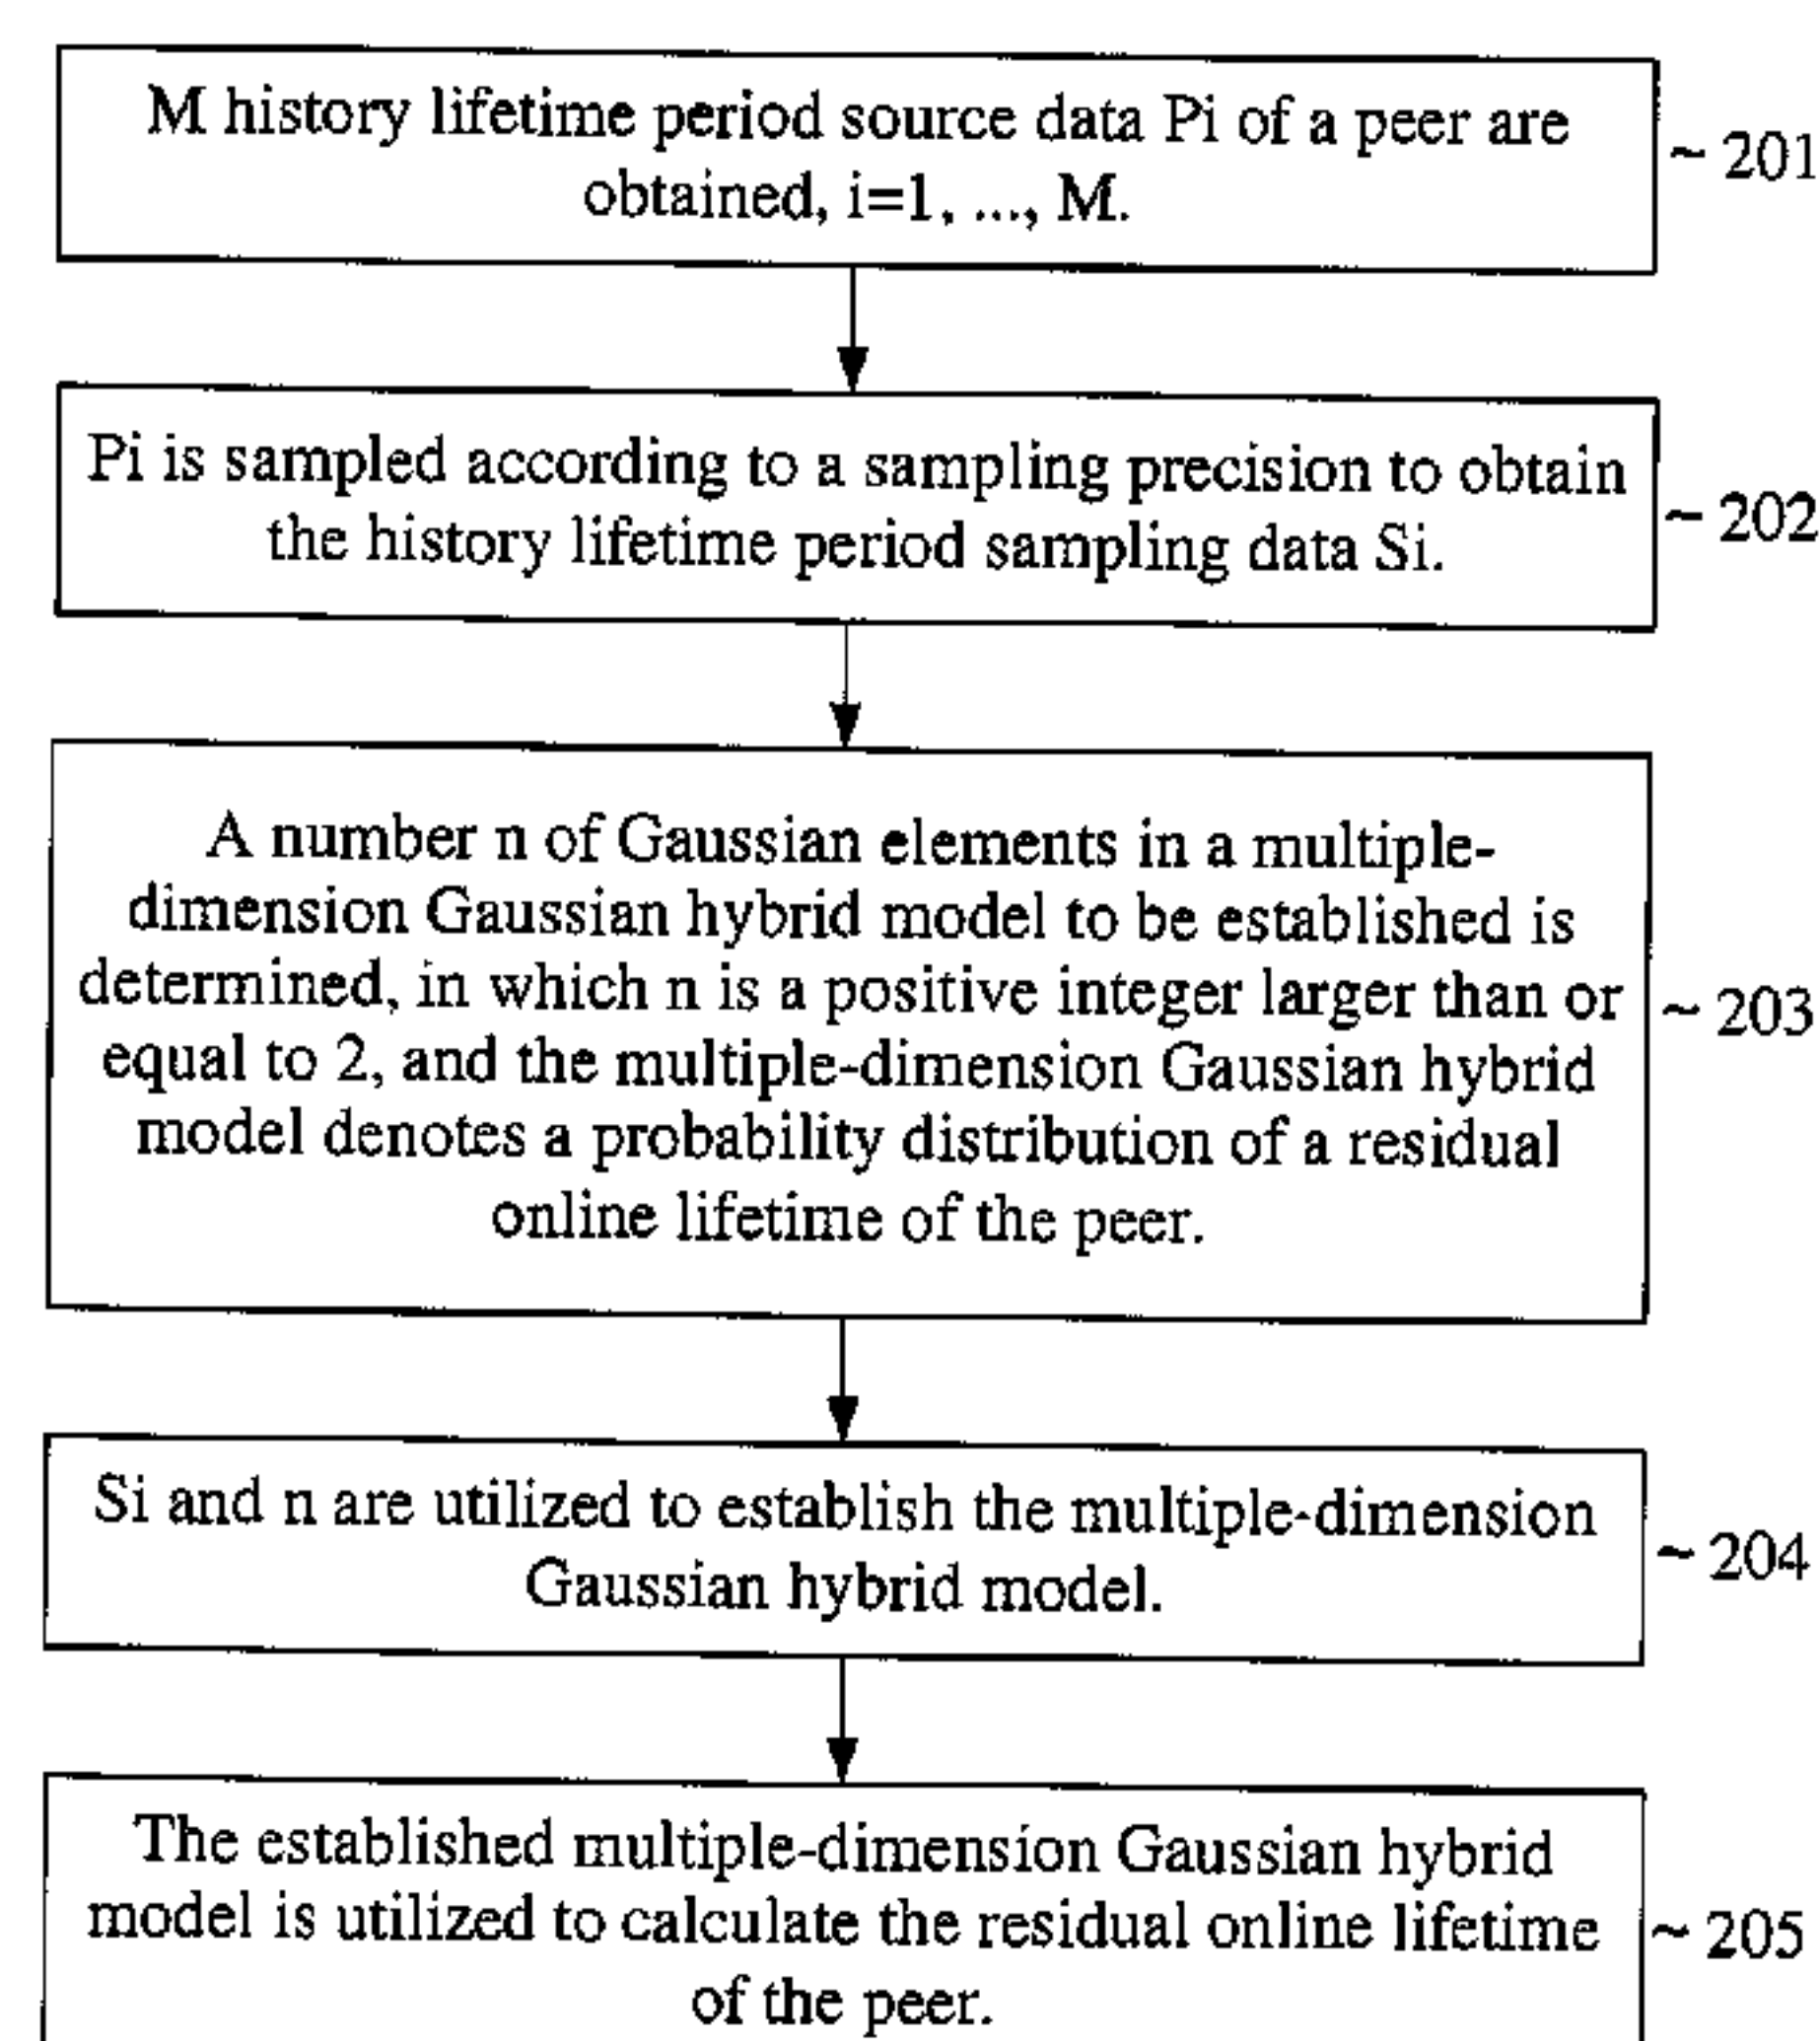 M history lifetime period source data Pi of a peer are
obtained, i=1, ..., M.
~ 201
Pi is sampled according to a sampling precision to obtain
the history lifetime period sampling data Si.
~ 202
A number n of Gaussian elements in a multiple-
dimension Gaussian hybrid model to be established is
determined, in which n is a positive integer larger than or
equal to 2, and the multiple-dimension Gaussian hybrid
model denotes a probability distribution of a residual
online lifetime of the peer.
~ 203
Si and n are utilized to establish the multiple-dimension
Gaussian hybrid model.
~ 204
The established multiple-dimension Gaussian hybrid
model is utilized to calculate the residual online lifetime
of the peer.
~ 205